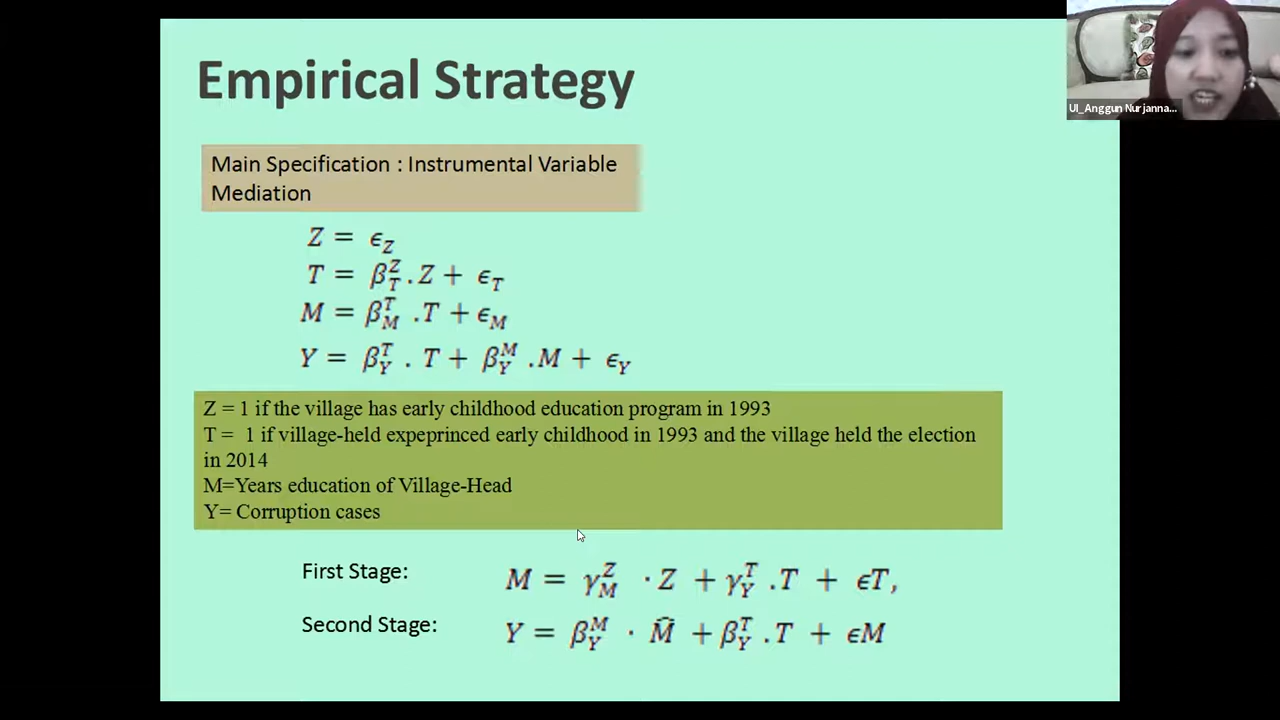 Empirical Strategy
UI_Anggun Nurjanna...
Main Specification : Instrumental Variable
Mediation
Z = ϵ_Z
T = β_T^Z . Z + ϵ_T
M = β_M^T . T + ϵ_M
Y = β_Y^T . T + β_Y^M . M + ϵ_Y
Z = 1 if the village has early childhood education program in 1993
T = 1 if village-held expeprinced early childhood in 1993 and the village held the election
in 2014
M=Years education of Village-Head
Y= Corruption cases
First Stage: M = γ_M^Z · Z + γ_Y^T . T + ϵT,
Second Stage: Y = β_Y^M · M̂ + β_Y^T . T + ϵM